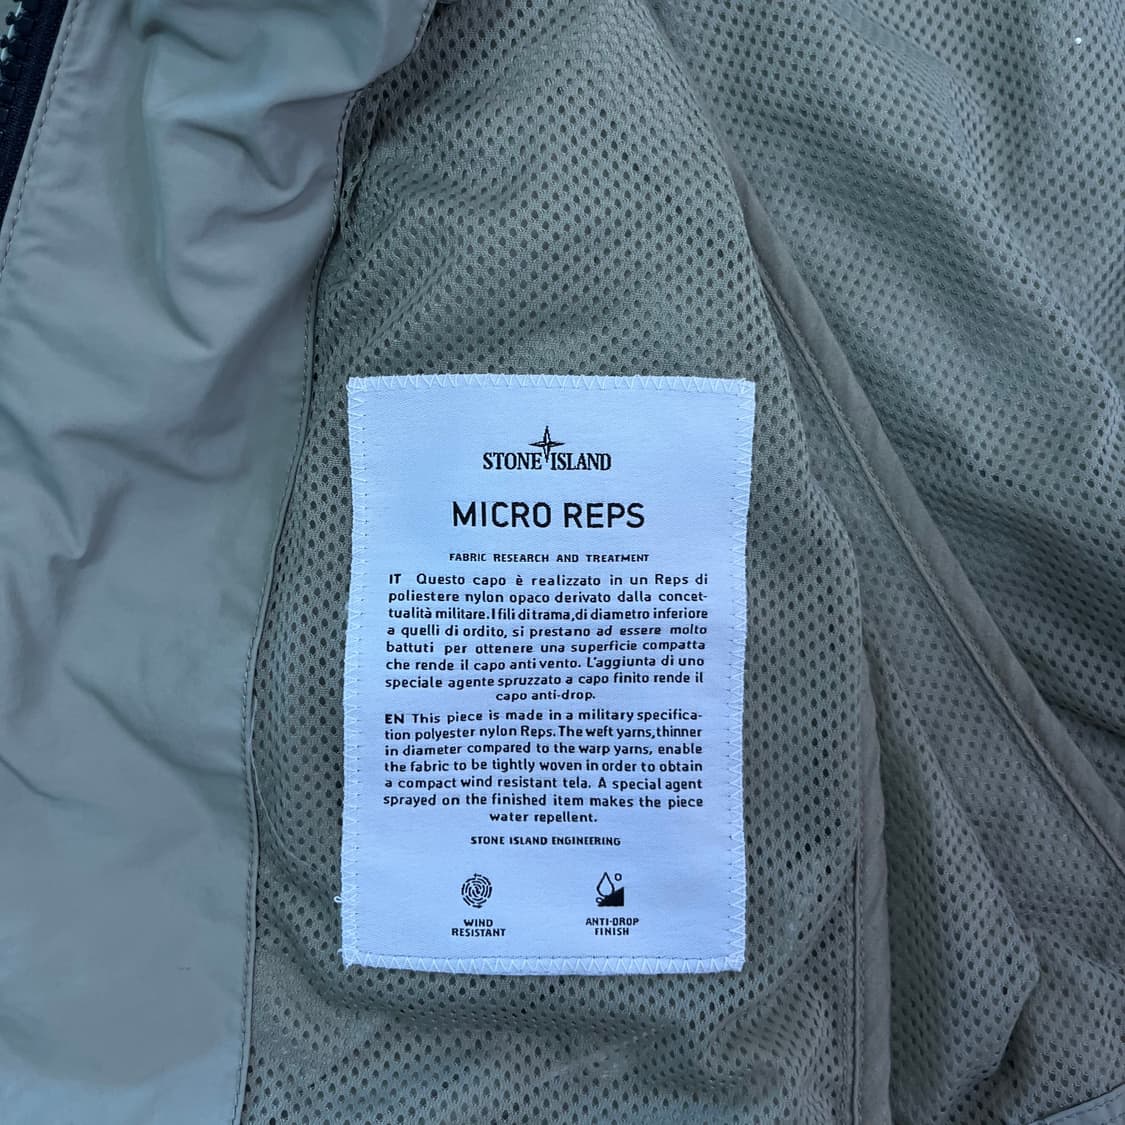 STONE ISLAND
MICRO REPS
FABRIC RESEARCH AND TREATMENT
IT Questo capo è realizzato in un Reps di
poliestere nylon opaco derivato dalla concet-
tualità militare. I fili di trama, di diametro inferiore
a quelli di ordito, si prestano ad essere molto
battuti per ottenere una superficie compatta
che rende il capo anti vento. L'aggiunta di uno
speciale agente spruzzato a capo finito rende il
capo anti-drop.
EN This piece is made in a military specifica-
tion polyester nylon Reps. The weft yarns, thinner
in diameter compared to the warp yarns, enable
the fabric to be tightly woven in order to obtain
a compact wind resistant tela. A special agent
sprayed on the finished item makes the piece
water repellent.
STONE ISLAND ENGINEERING
WIND
RESISTANT
ANTI-DROP
FINISH